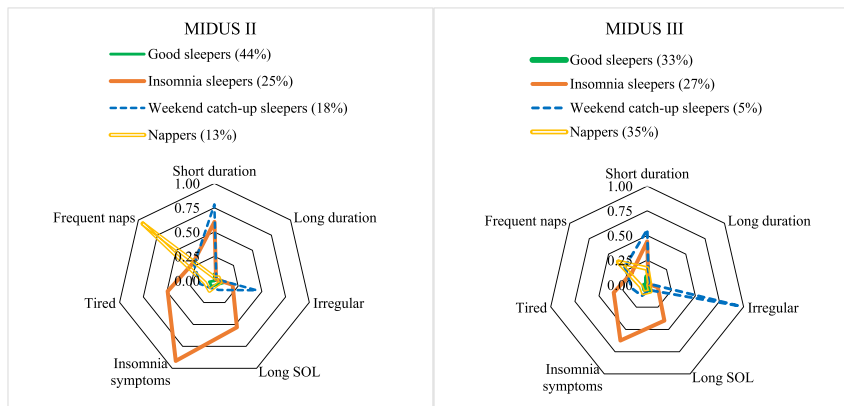 MIDUS II
Good sleepers (44%)
Insomnia sleepers (25%)
Weekend catch-up sleepers (18%)
Nappers (13%)
Short duration
1.00
0.75
0.50
0.25
0.00
Long duration
Irregular
Long SOL
Insomnia
symptoms
Tired
Frequent naps
MIDUS III
Good sleepers (33%)
Insomnia sleepers (27%)
Weekend catch-up sleepers (5%)
Nappers (35%)
Short duration
1.00
0.75
0.50
0.25
0.00
Long duration
Irregular
Long SOL
Insomnia
symptoms
Tired
Frequent naps